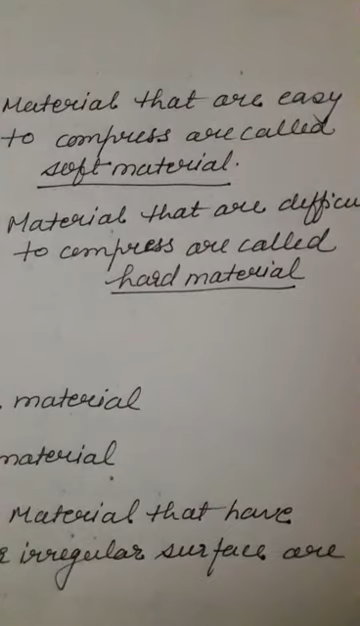 Material that are easy
to compress are called
soft material.
Material that are difficu
to compress are called
hard material
material
material
Material that have
irregular surface are